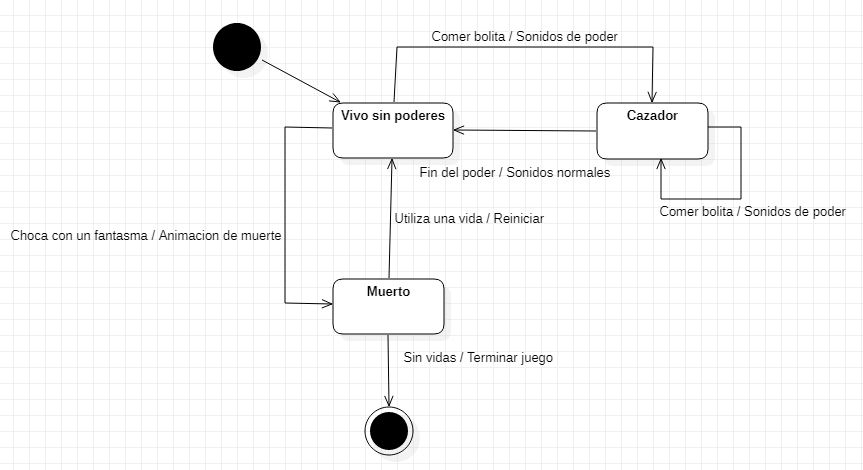 Comer bolita / Sonidos de poder
Vivo sin poderes
Cazador
Fin del poder / Sonidos normales
Comer bolita / Sonidos de poder
Utiliza una vida / Reiniciar
Choca con un fantasma / Animacion de muerte
Muerto
Sin vidas / Terminar juego